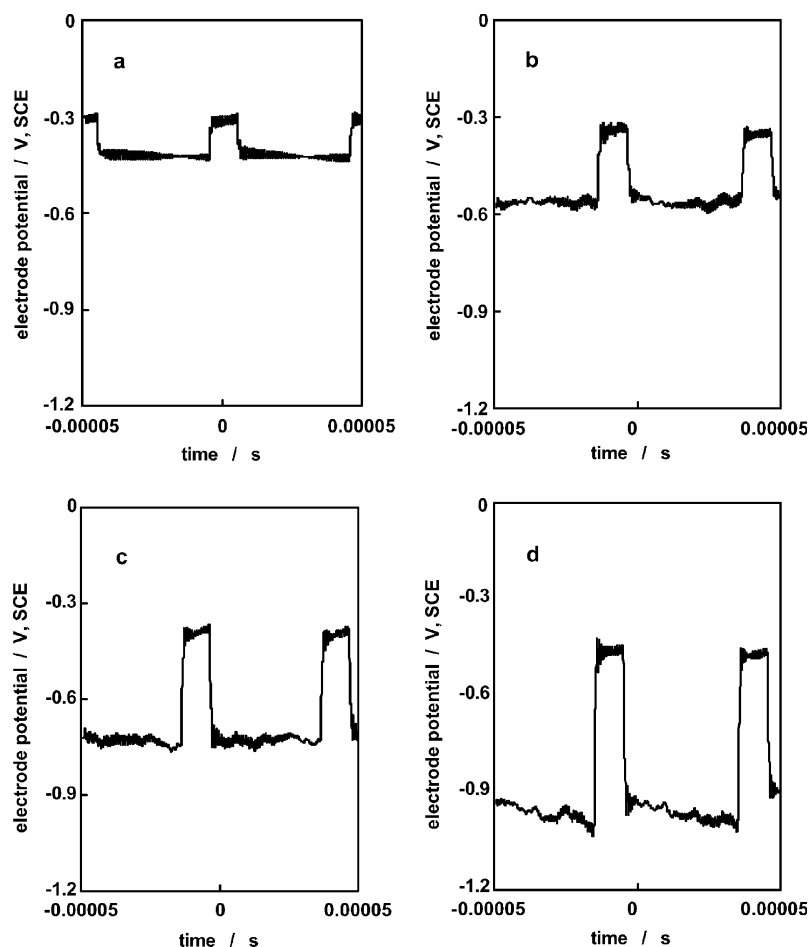 a
electrode potential / V, SCE
0
-0.3
-0.6
-0.9
-1.2
-0.00005 0 0.00005
time / s
b
electrode potential / V, SCE
0
-0.3
-0.6
-0.9
-1.2
-0.00005 0 0.00005
time / s
c
electrode potential / V, SCE
0
-0.3
-0.6
-0.9
-1.2
-0.00005 0 0.00005
time / s
d
electrode potential / V, SCE
0
-0.3
-0.6
-0.9
-1.2
-0.00005 0 0.00005
time / s